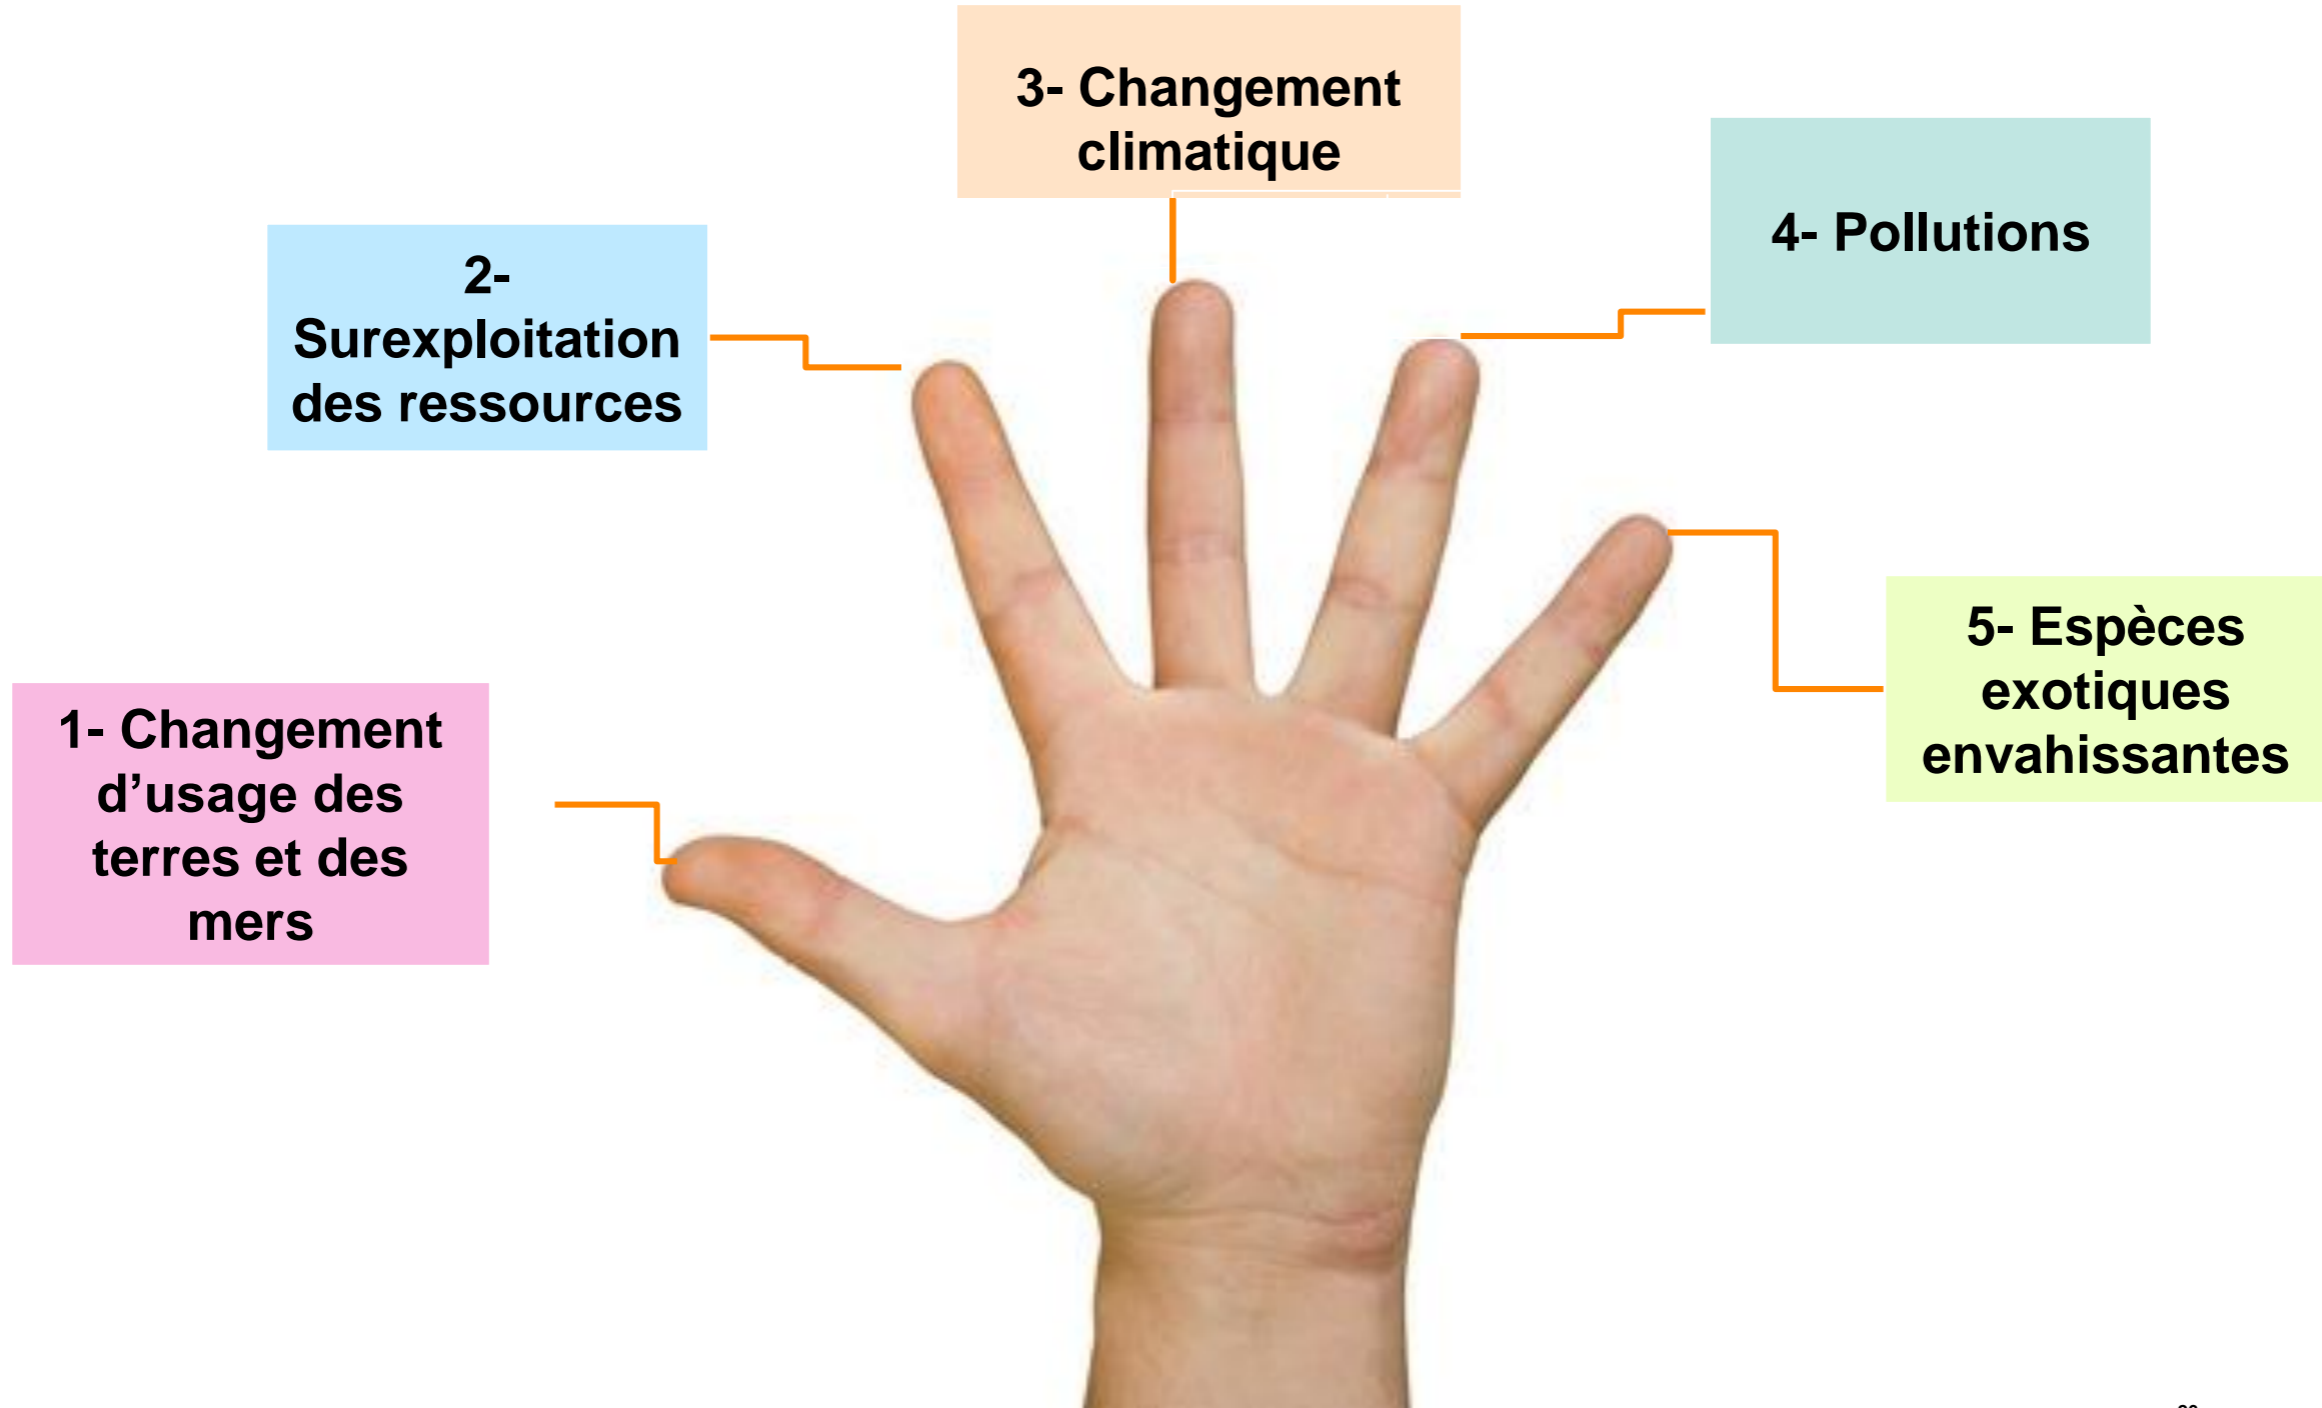 3- Changement
climatique
4- Pollutions
2-
Surexploitation
des ressources
5- Espèces
exotiques
envahissantes
1- Changement
d’usage des
terres et des
mers